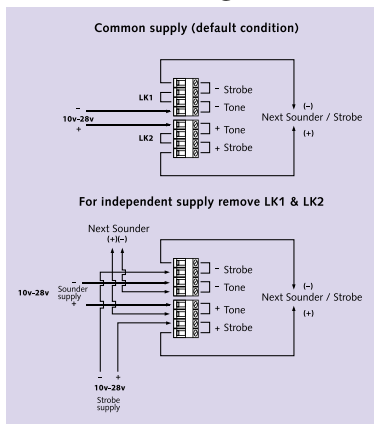 Common supply (default condition)
LK1
– Strobe
– Tone
–
10v–28v
+
(–)
Next Sounder / Strobe
(+)
LK2
+ Tone
+ Strobe
For independent supply remove LK1 & LK2
Next Sounder
(+)(–)
– Strobe
– Tone
–
10v–28v
Sounder
supply
+
(–)
Next Sounder / Strobe
(+)
+ Tone
+ Strobe
– +
10v–28v
Strobe
supply